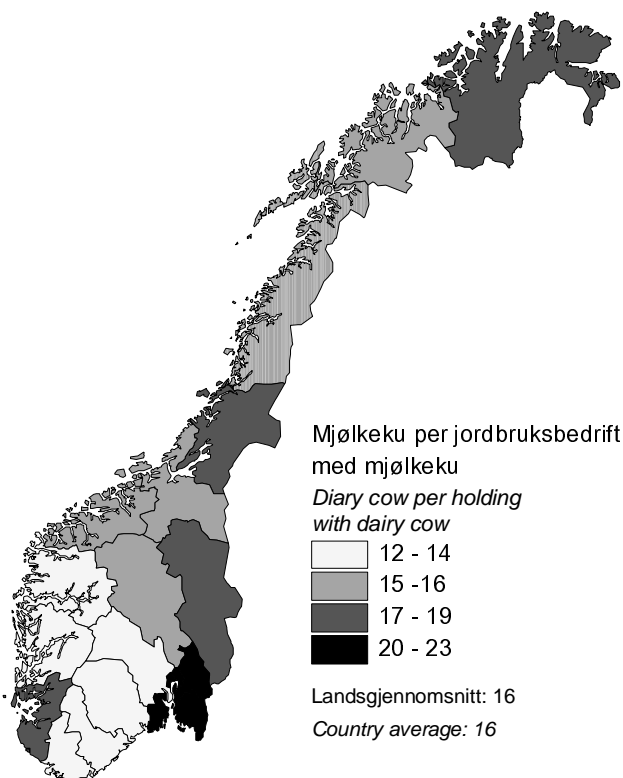 Mjølkeku per jordbruksbedrift
med mjølkeku
Diary cow per holding
with dairy cow
12 - 14
15 -16
17 - 19
20 - 23
Landsgjennomsnitt: 16
Country average: 16